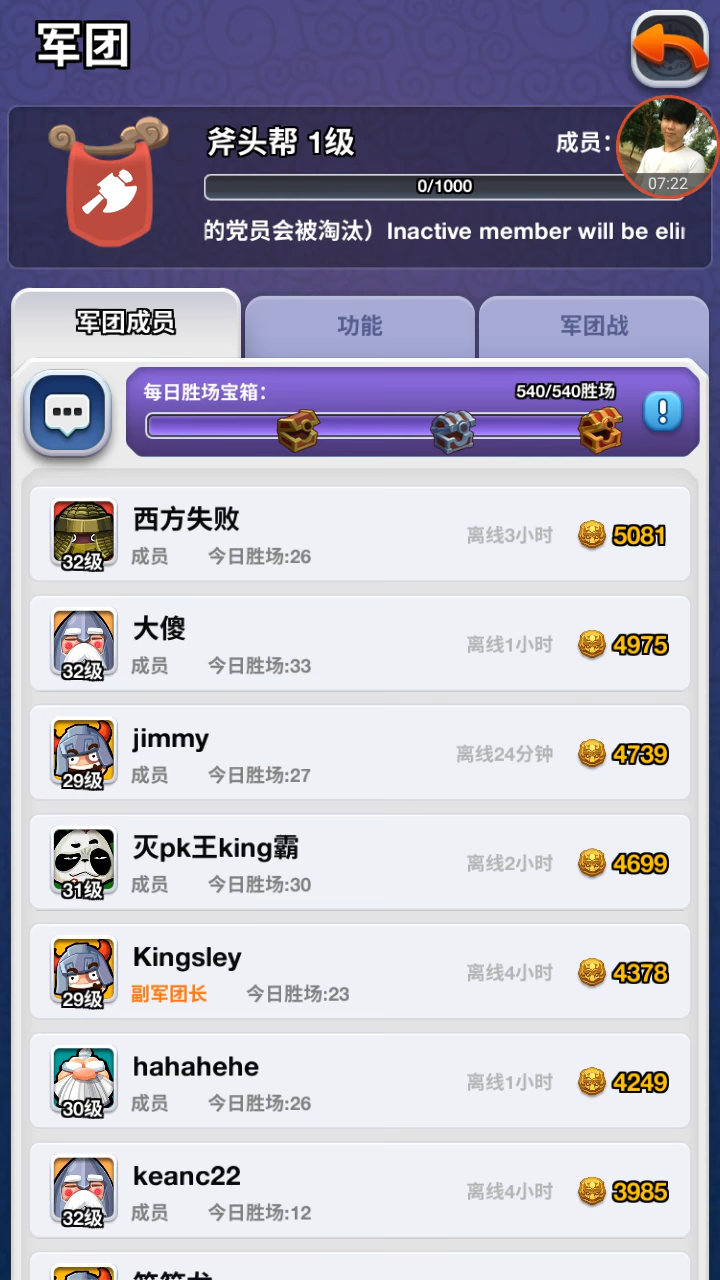 军团
斧头帮 1级
成员:
07:22
0/1000
的党员会被淘汰）Inactive member will be eli
军团成员
功能
军团战
每日胜场宝箱:
540/540胜场
西方失败
32级
成员
今日胜场:26
离线3小时
5081
大傻
32级
成员
今日胜场:33
离线1小时
4975
jimmy
29级
成员
今日胜场:27
离线24分钟
4739
灭pk王king霸
31级
成员
今日胜场:30
离线2小时
4699
Kingsley
29级
副军团长
今日胜场:23
离线4小时
4378
hahahehe
30级
成员
今日胜场:26
离线1小时
4249
keanc22
32级
成员
今日胜场:12
离线4小时
3985